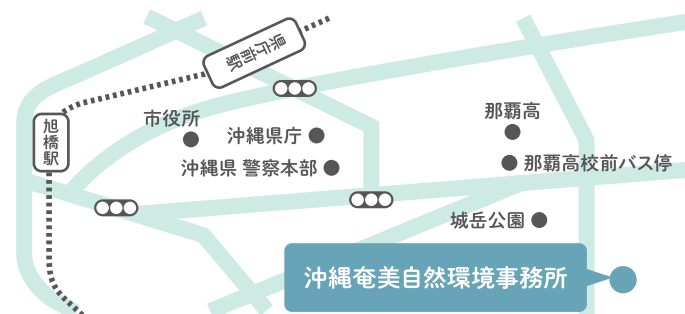 県庁前駅
旭橋駅
市役所
沖縄県庁
沖縄県 警察本部
那覇高
那覇高校前バス停
城岳公園
沖縄奄美自然環境事務所